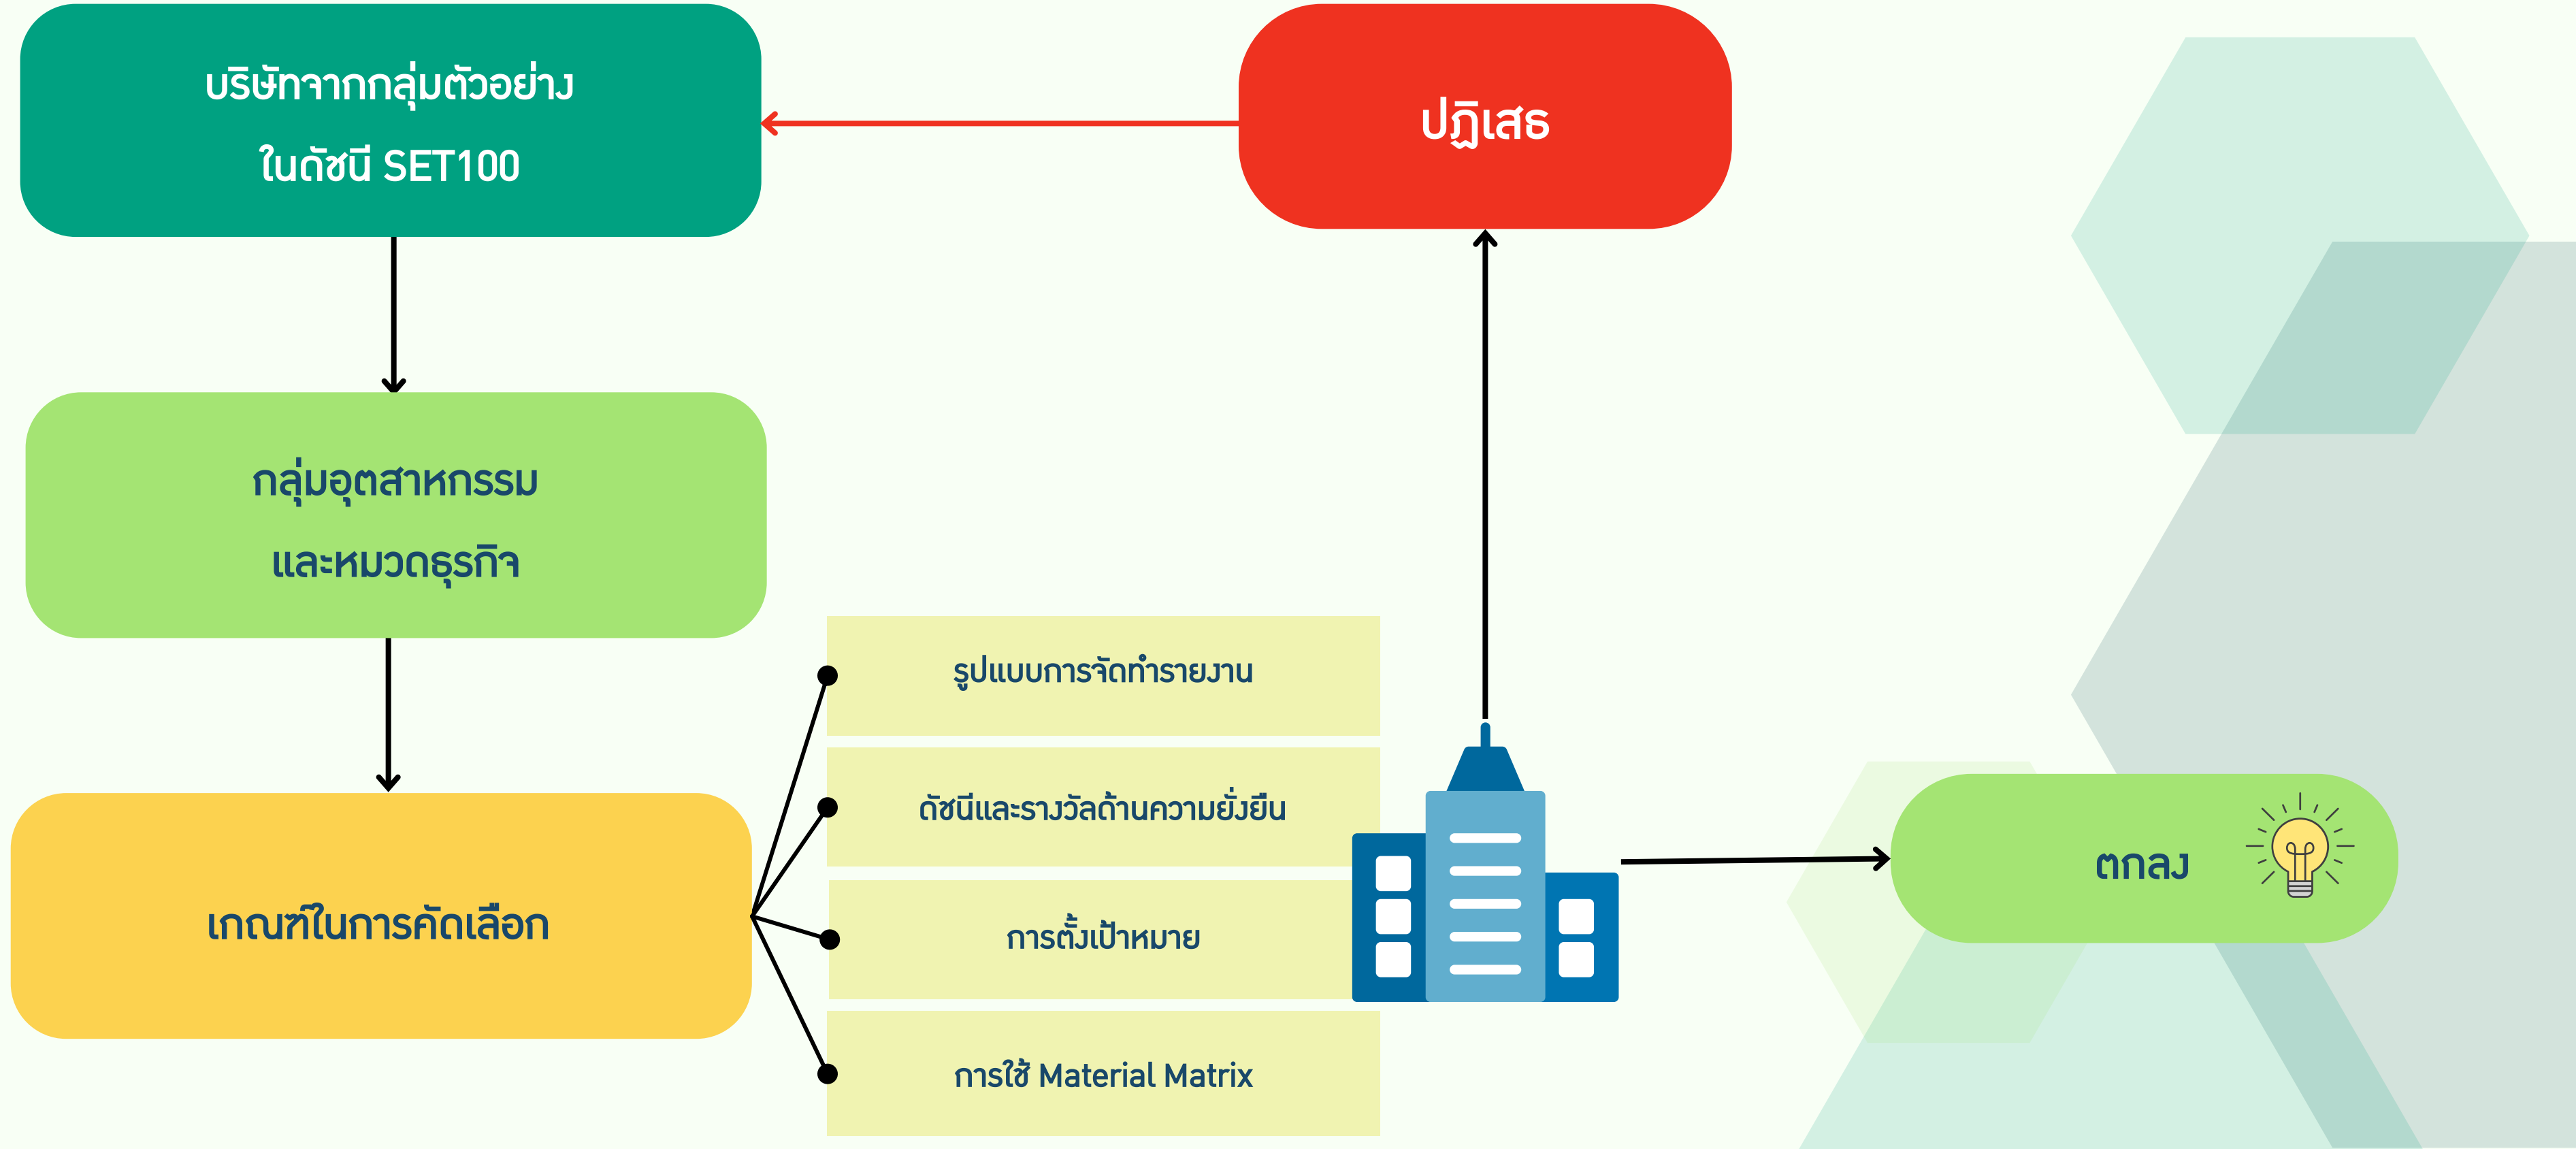 บริษัทจากกลุ่มตัวอย่าง
ในดัชนี SET100
ปฏิเสธ
กลุ่มอุตสาหกรรม
และหมวดธุรกิจ
รูปแบบการจัดทำรายงาน
ดัชนีและรางวัลด้านความยั่งยืน
เกณฑ์ในการคัดเลือก
การตั้งเป้าหมาย
การใช้ Material Matrix
ตกลง